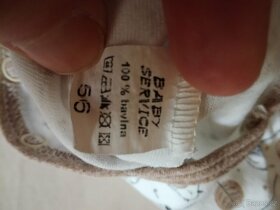 BABY
SERVICE
100 % bavlna
56